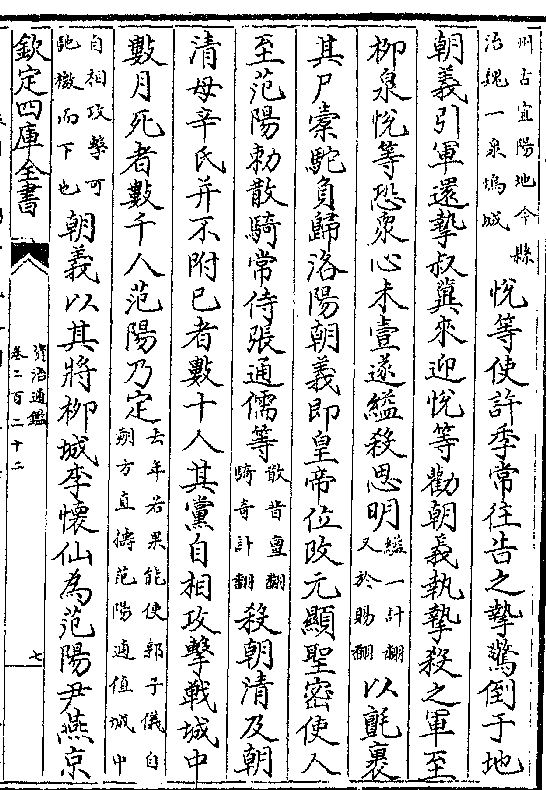 州古宜陽地今縣
治魏一泉塢城
悅等使許季常往告之摯驚倒于地
朝義引軍還摯叔冀來迎悅等勸朝義執摯殺之軍至
柳泉悅等恐衆心未壹遂縊殺思明
縊一計翻
又於賜翻
以氈裹
其尸槖駝負歸洛陽朝義即皇帝位改元顯聖密使人
至范陽勑散騎常侍張通儒等
散昔亶翻
騎奇計翻
殺朝清及朝
清母辛氏并不附已者數十人其黨自相攻擊戰城中
數月死者數千人范陽乃定
去年若果能使郭子儀自
朔方直擣范陽適值城中
自相攻擊可
馳檄而下也
朝義以其將柳城李懷仙為范陽尹燕京
欽定四庫全書
資治通鑑
卷二百二十二
七